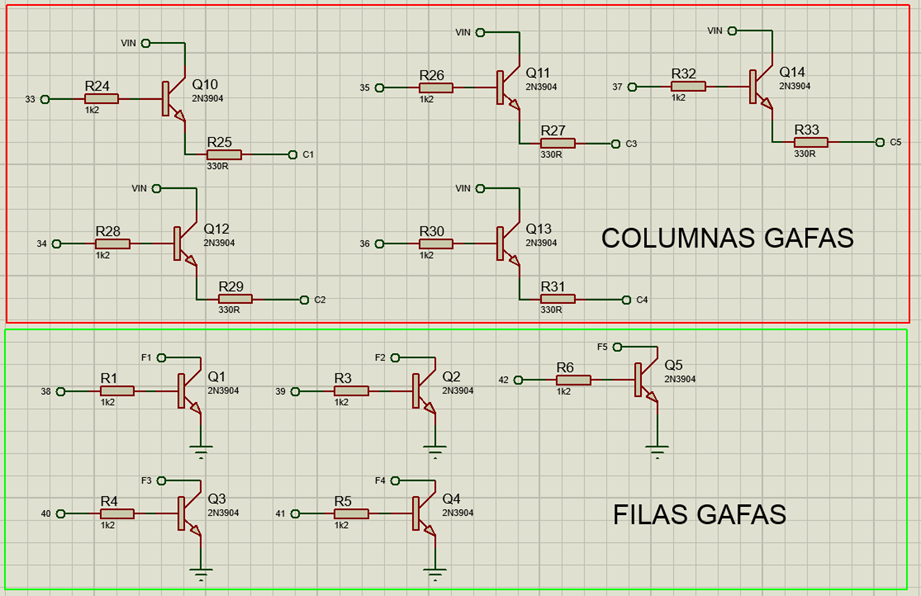 VIN
R24
Q10
2N3904
33
1k2
R25
C1
330R
VIN
R26
Q11
2N3904
35
1k2
R27
C3
330R
VIN
R32
Q14
2N3904
37
1k2
R33
C5
330R
VIN
R28
Q12
2N3904
34
1k2
R29
C2
330R
VIN
R30
Q13
2N3904
36
1k2
R31
C4
330R
COLUMNAS GAFAS
F1
R1
Q1
2N3904
38
1k2
F2
R3
Q2
2N3904
39
1k2
F5
R6
Q5
2N3904
42
1k2
F3
R4
Q3
2N3904
40
1k2
F4
R5
Q4
2N3904
41
1k2
FILAS GAFAS